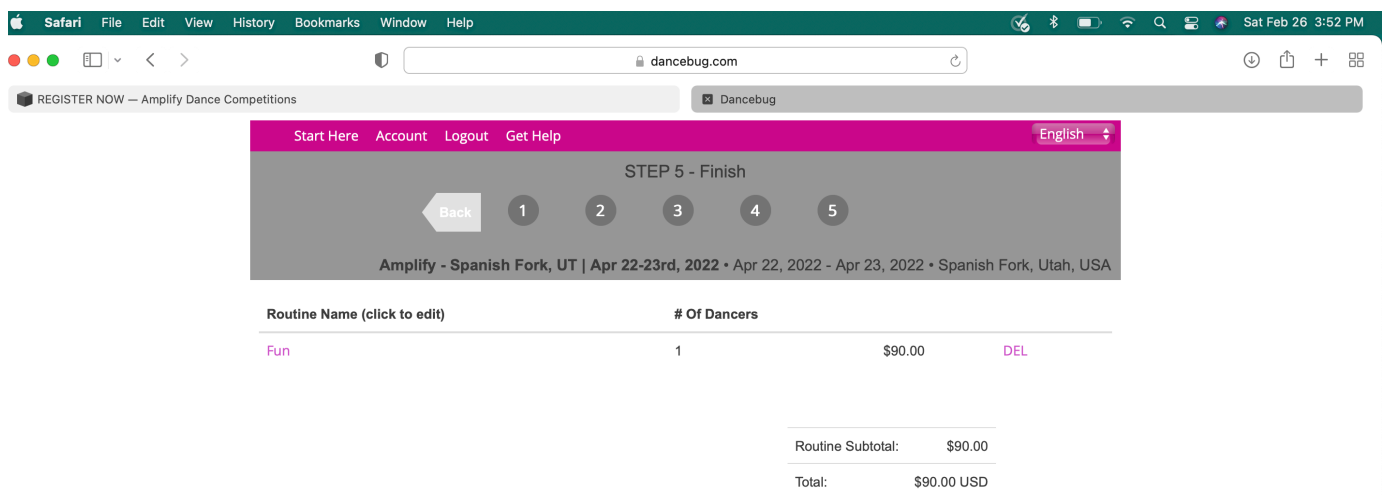 Safari File Edit View History Bookmarks Window Help Sat Feb 26 3:52 PM
dancebug.com
REGISTER NOW — Amplify Dance Competitions Dancebug
Start Here Account Logout Get Help English
STEP 5 - Finish
Back 1 2 3 4 5
Amplify - Spanish Fork, UT | Apr 22-23rd, 2022 • Apr 22, 2022 - Apr 23, 2022 • Spanish Fork, Utah, USA
Routine Name (click to edit) # Of Dancers
Fun 1 $90.00 DEL
Routine Subtotal: $90.00
Total: $90.00 USD